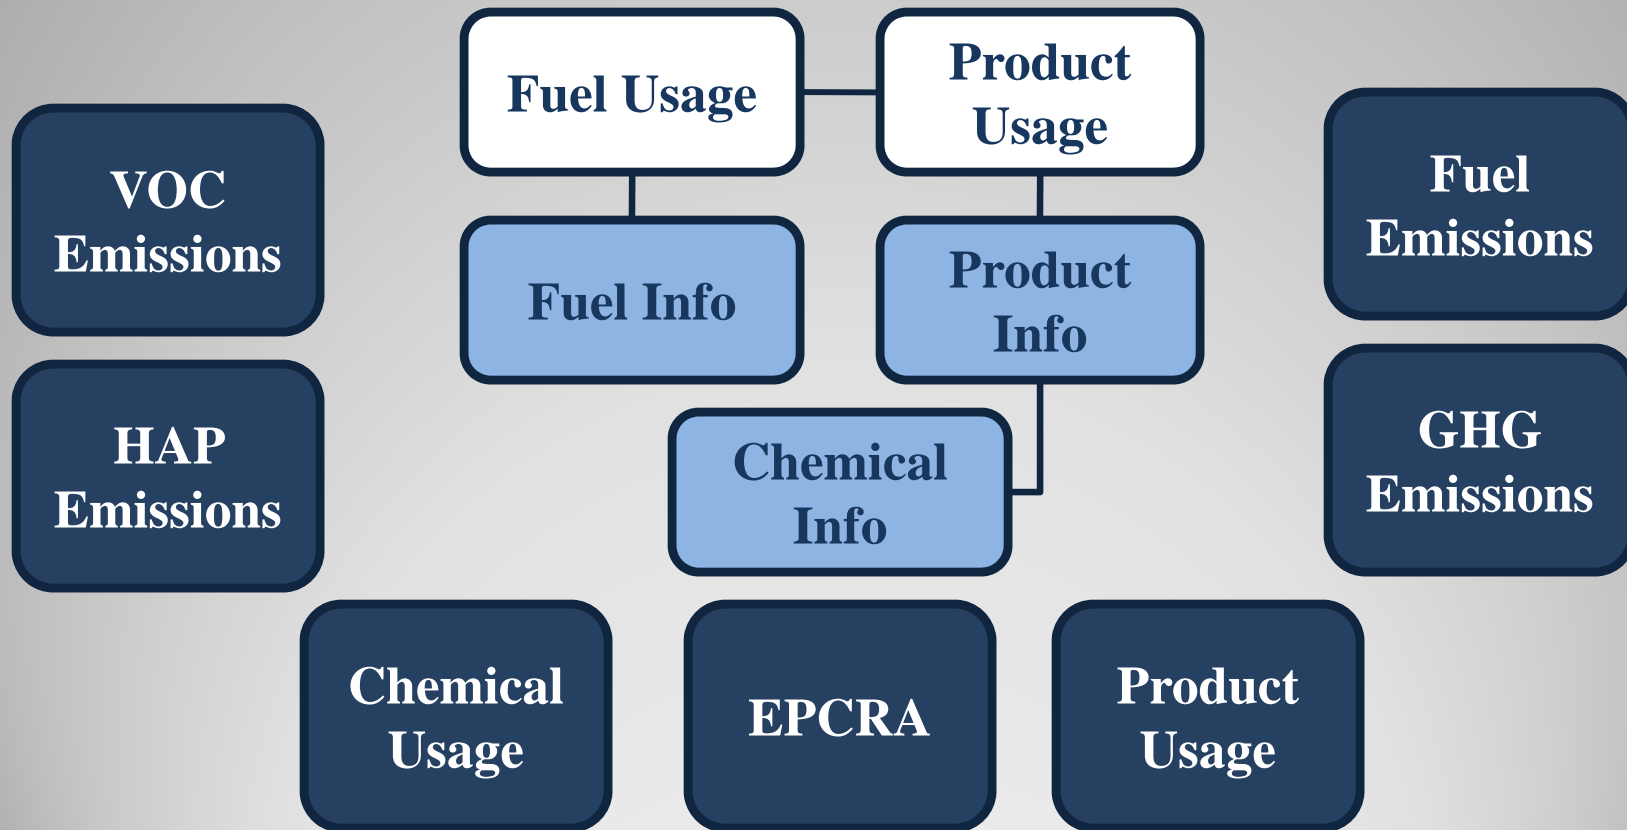 Fuel Usage
Product
Usage
VOC
Emissions
Fuel
Emissions
Fuel Info
Product
Info
HAP
Emissions
GHG
Emissions
Chemical
Info
Chemical
Usage
EPCRA
Product
Usage